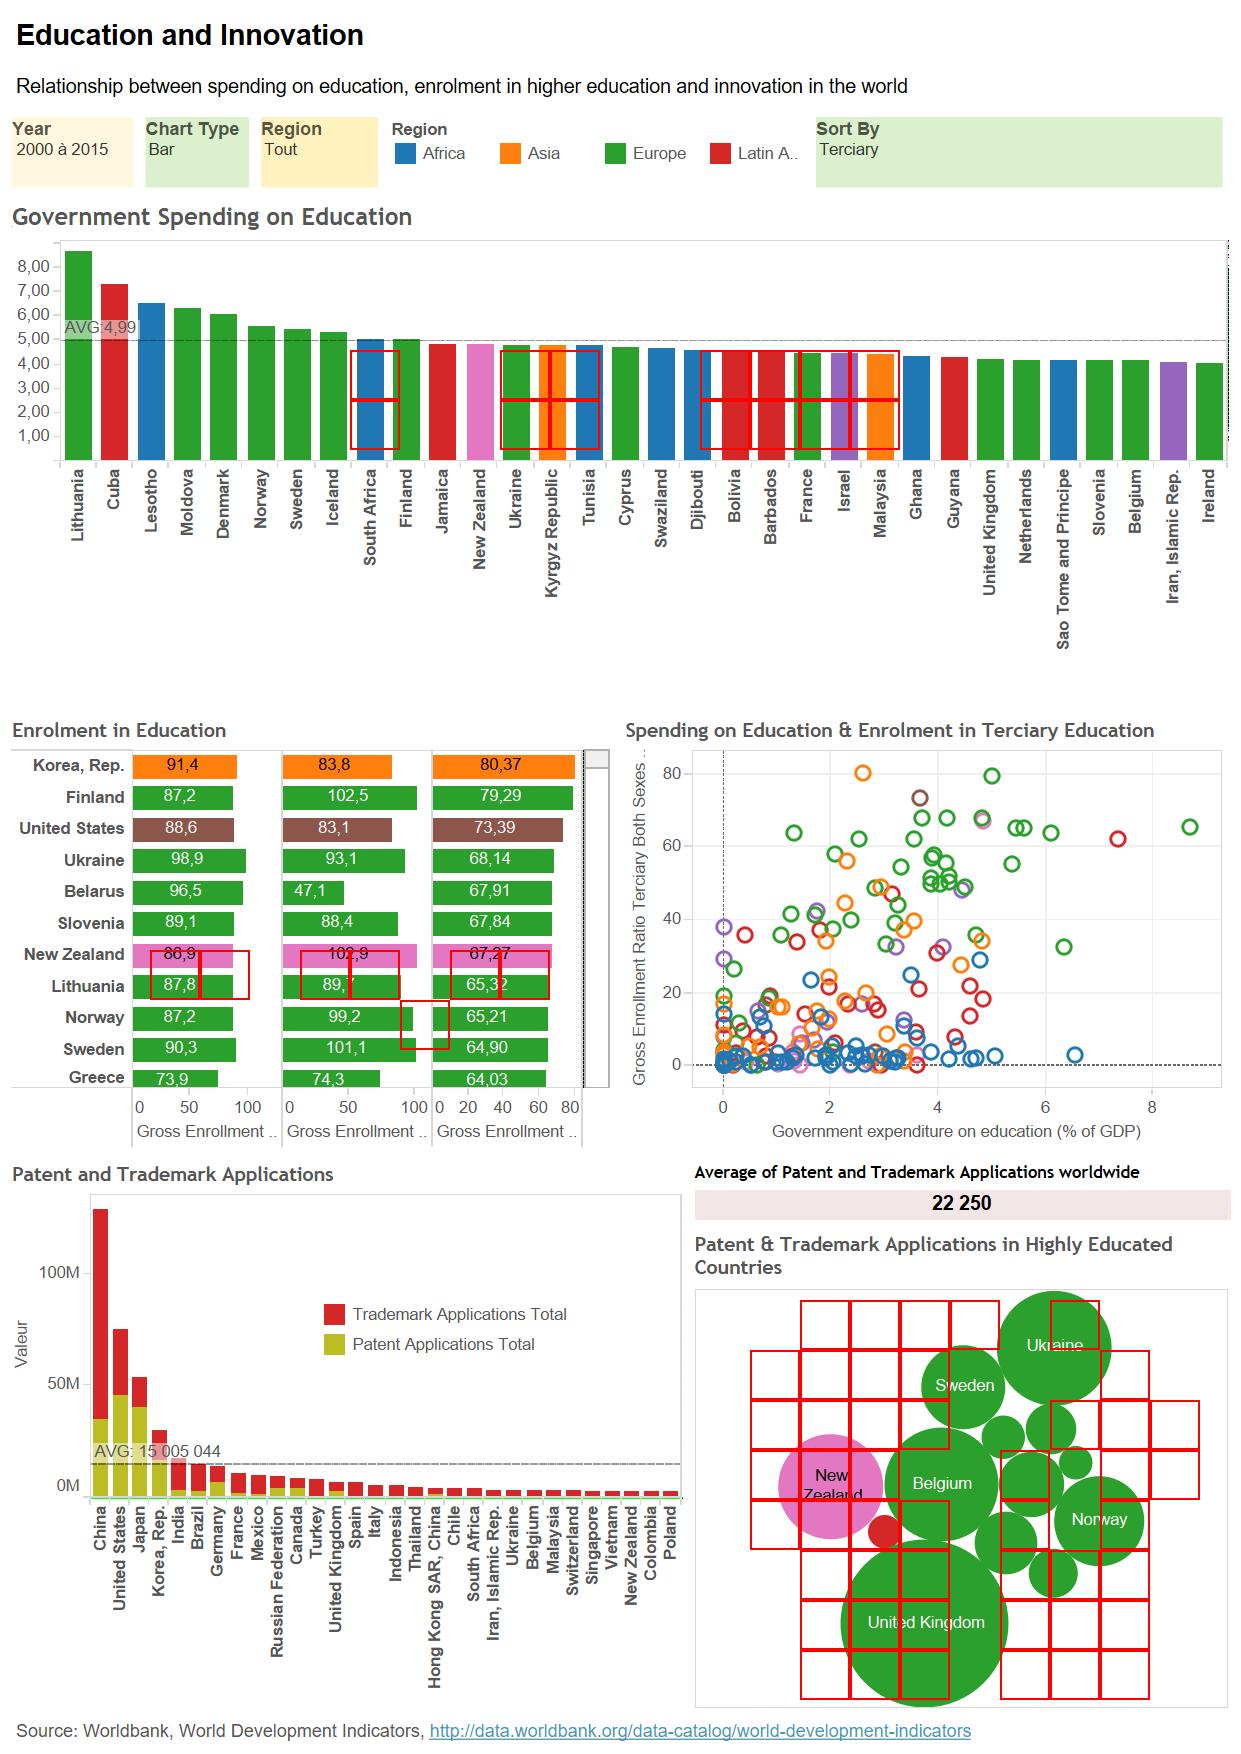 Education and Innovation
Relationship between spending on education, enrolment in higher education and innovation in the world
Year
2000 à 2015
Chart Type
Bar
Region
Tout
Region
Africa
Asia
Europe
Latin A..
Sort By
Terciary
Government Spending on Education
8,00
7,00
6,00
5,00
4,00
3,00
2,00
1,00
AVG:4,99
Lithuania
Cuba
Lesotho
Moldova
Denmark
Norway
Sweden
Iceland
South Africa
Finland
Jamaica
New Zealand
Ukraine
Kyrgyz Republic
Tunisia
Cyprus
Swaziland
Djibouti
Bolivia
Barbados
France
Israel
Malaysia
Ghana
Guyana
United Kingdom
Netherlands
Sao Tome and Principe
Slovenia
Belgium
Iran, Islamic Rep.
Ireland
Enrolment in Education
Korea, Rep. 91,4 83,8 80,37
Finland 87,2 102,5 79,29
United States 88,6 83,1 73,39
Ukraine 98,9 93,1 68,14
Belarus 96,5 47,1 67,91
Slovenia 89,1 88,4 67,84
New Zealand 86,9 102,9 67,27
Lithuania 87,8 89,7 65,32
Norway 87,2 99,2 65,21
Sweden 90,3 101,1 64,90
Greece 73,9 74,3 64,03
0 50 100 0 50 100 0 20 40 60 80
Gross Enrollment .. Gross Enrollment .. Gross Enrollment ..
Spending on Education & Enrolment in Terciary Education
Gross Enrollment Ratio Terciary Both Sexes ..
80
60
40
20
0
0 2 4 6 8
Government expenditure on education (% of GDP)
Patent and Trademark Applications
Valeur
100M
50M
0M
Trademark Applications Total
Patent Applications Total
AVG: 15 005 044
China
United States
Japan
Korea, Rep.
India
Brazil
Germany
France
Mexico
Russian Federation
Canada
Turkey
United Kingdom
Spain
Italy
Indonesia
Thailand
Hong Kong SAR, China
Chile
South Africa
Iran, Islamic Rep.
Ukraine
Belgium
Malaysia
Switzerland
Singapore
Vietnam
New Zealand
Colombia
Poland
Average of Patent and Trademark Applications worldwide
22 250
Patent & Trademark Applications in Highly Educated
Countries
Ukraine
Sweden
New
Zealand
Belgium
Norway
United Kingdom
Source: Worldbank, World Development Indicators, http://data.worldbank.org/data-catalog/world-development-indicators